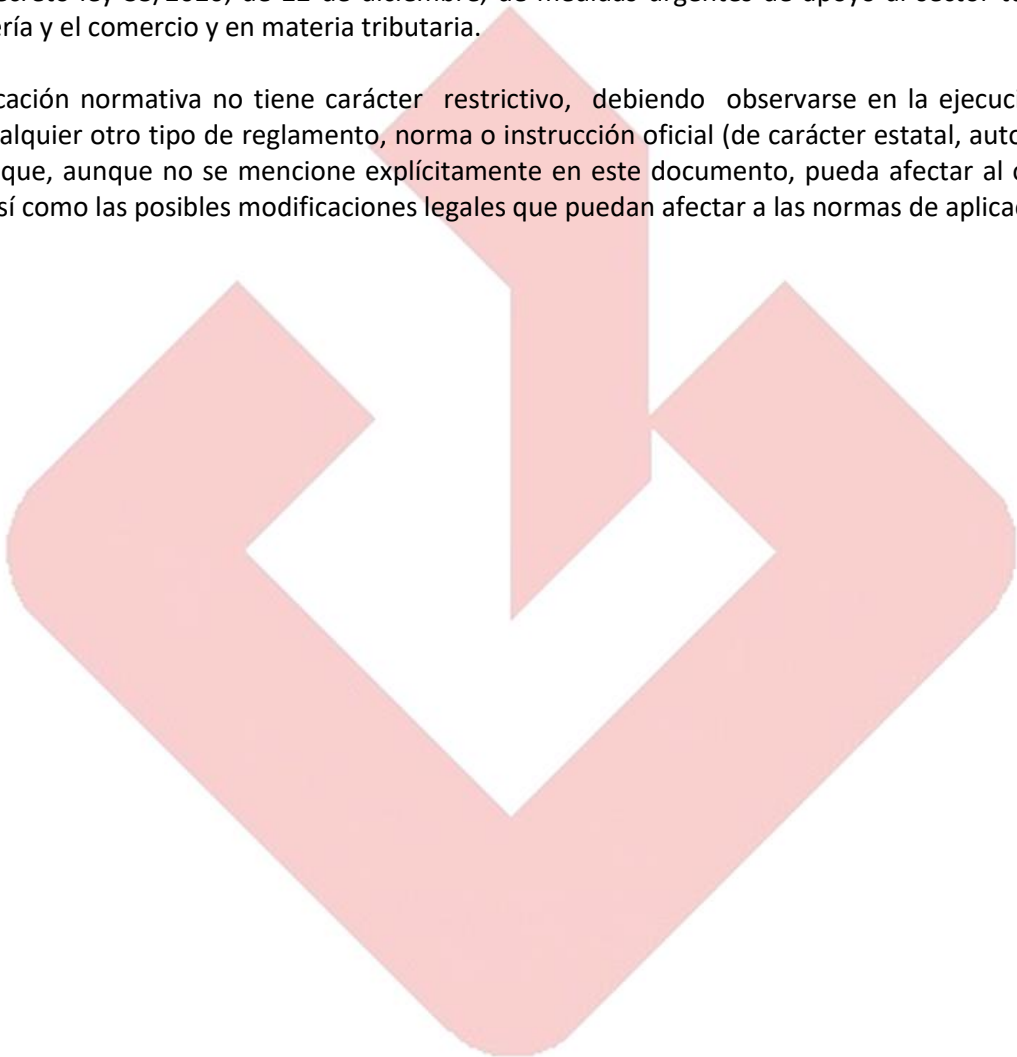 ería y el comercio y en materia tributaria.
cación normativa no tiene carácter restrictivo, debiendo observarse en la ejecuci
alquier otro tipo de reglamento, norma o instrucción oficial (de carácter estatal, auto
que, aunque no se mencione explícitamente en este documento, pueda afectar al
sí como las posibles modificaciones legales que puedan afectar a las normas de aplica